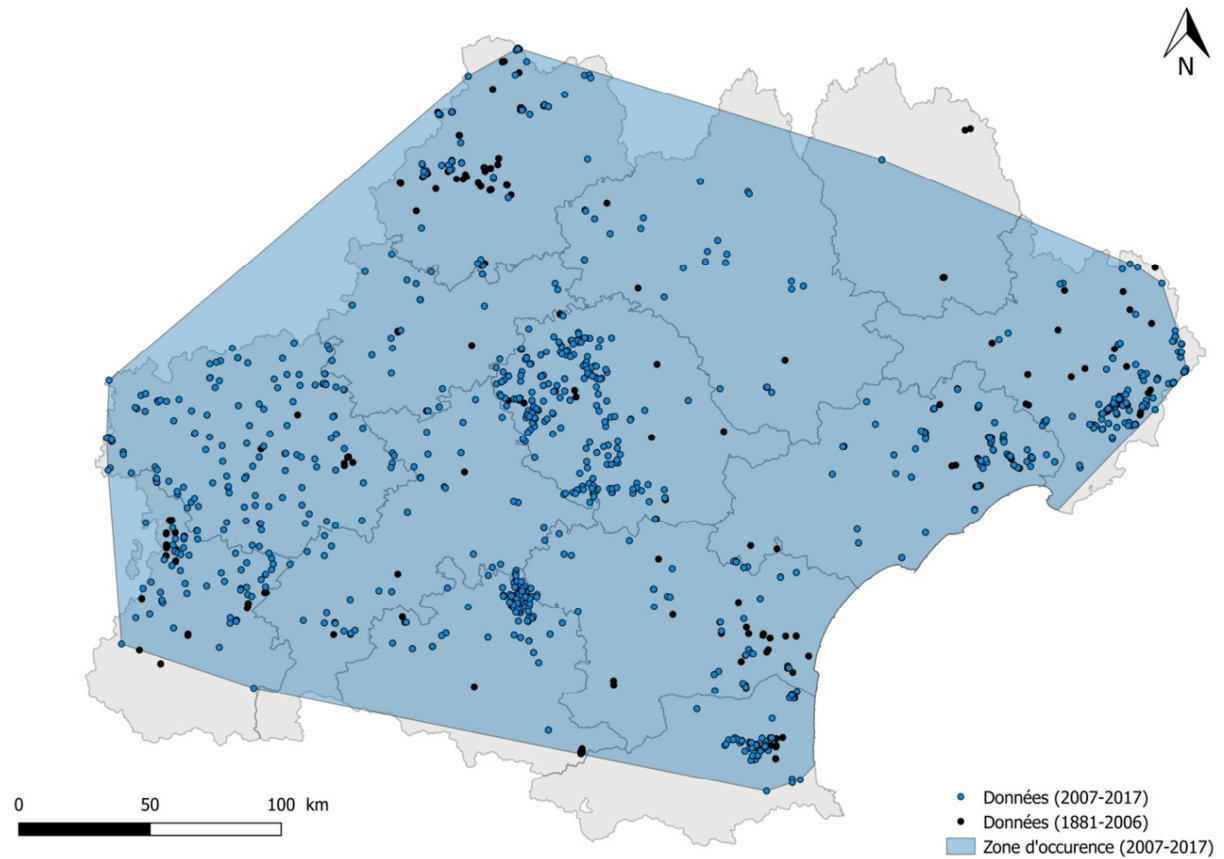 N
0 50 100 km
Données (2007-2017)
Données (1881-2006)
Zone d'occurence (2007-2017)